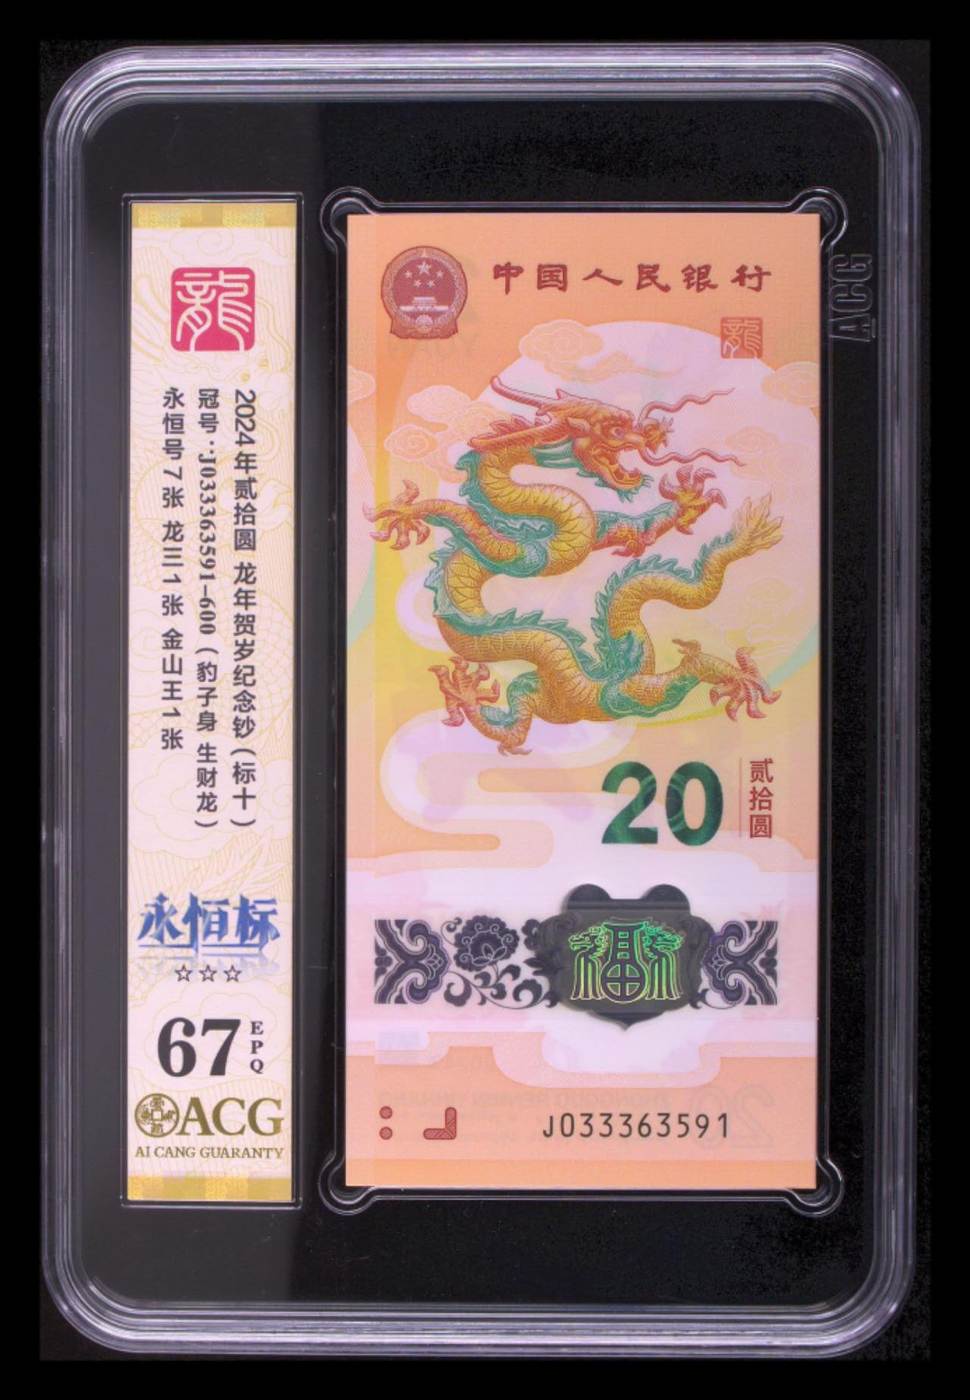 龍
2024年贰拾圆 龙年贺岁纪念钞(标十)
冠号:J033363591-600(豹子身 生财龙)
永恒号7张 龙三1张 金山王1张
永恒标
☆☆☆
67
EPQ
ACG
AI CANG GUARANTY
中国人民银行
龍
20
贰拾圆
福
J033363591
ACG